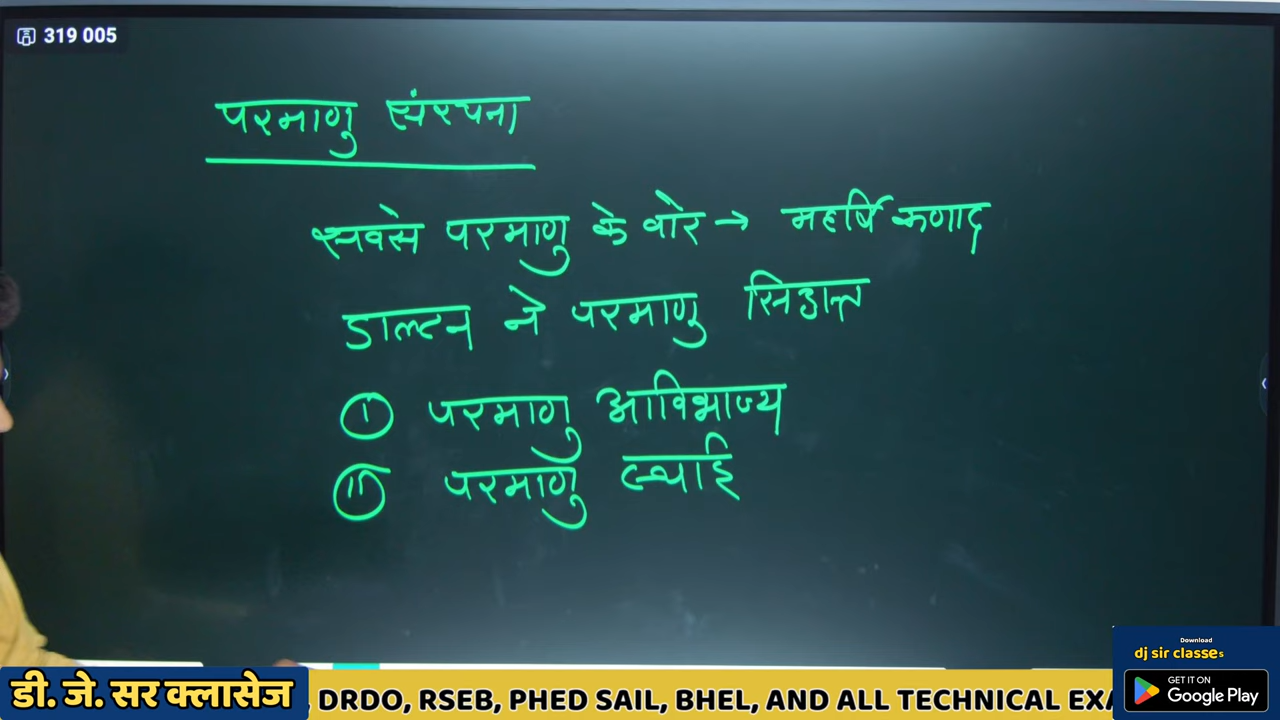 319 005
परमाणु संरचना
सबसे परमाणु के बारे → महर्षि कणाद
डाल्टन ने परमाणु सिद्धान्त
① परमाणु अविभाज्य
② परमाणु स्थाई
डी. जे. सर क्लासेज
, DRDO, RSEB, PHED SAIL, BHEL, AND ALL TECHNICAL EXA
Download
dj sir classes
GET IT ON
Google Play